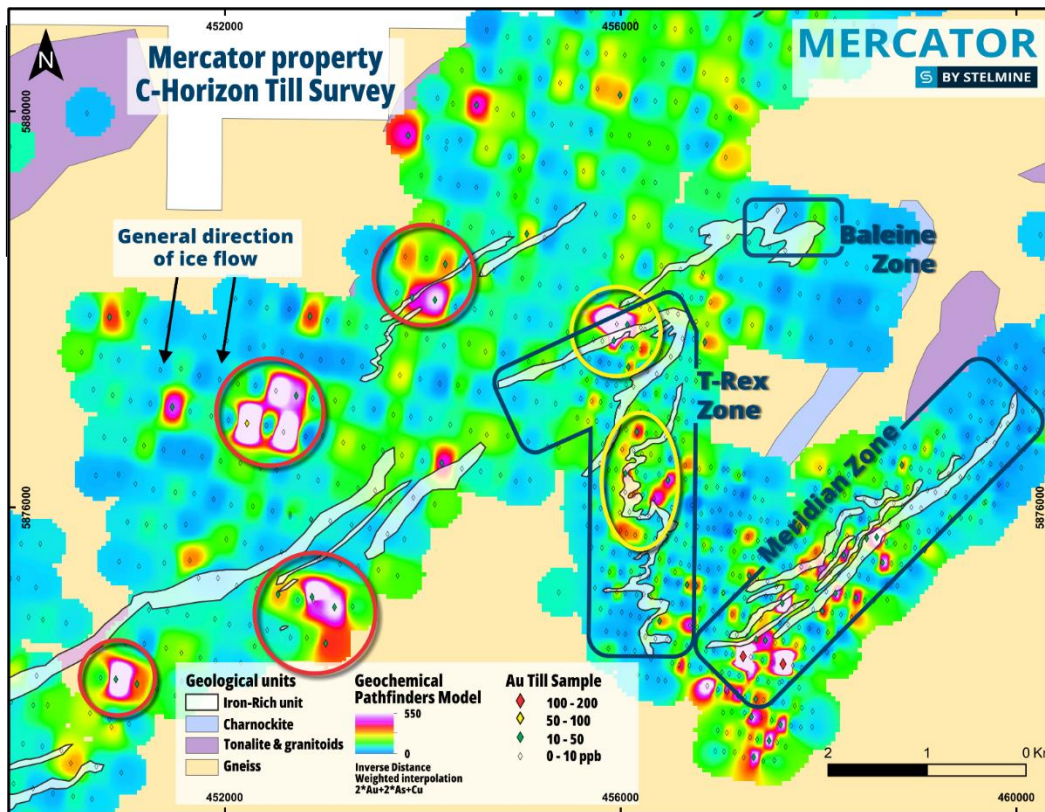 452000
456000
Mercator property
C-Horizon Till Survey
MERCATOR
S BY STELMINE
N
5880000
General direction
of ice flow
Baleine
Zone
T-Rex
Zone
Meridian Zone
5876000
5876000
Geological units
Iron-Rich unit
Charnockite
Tonalite & granitoids
Gneiss
Geochemical
Pathfinders Model
550
0
Inverse Distance
Weighted interpolation
2*Au+2*As+Cu
Au Till Sample
100 - 200
50 - 100
10 - 50
0 - 10 ppb
2 1 0 K
452000
456000
460000